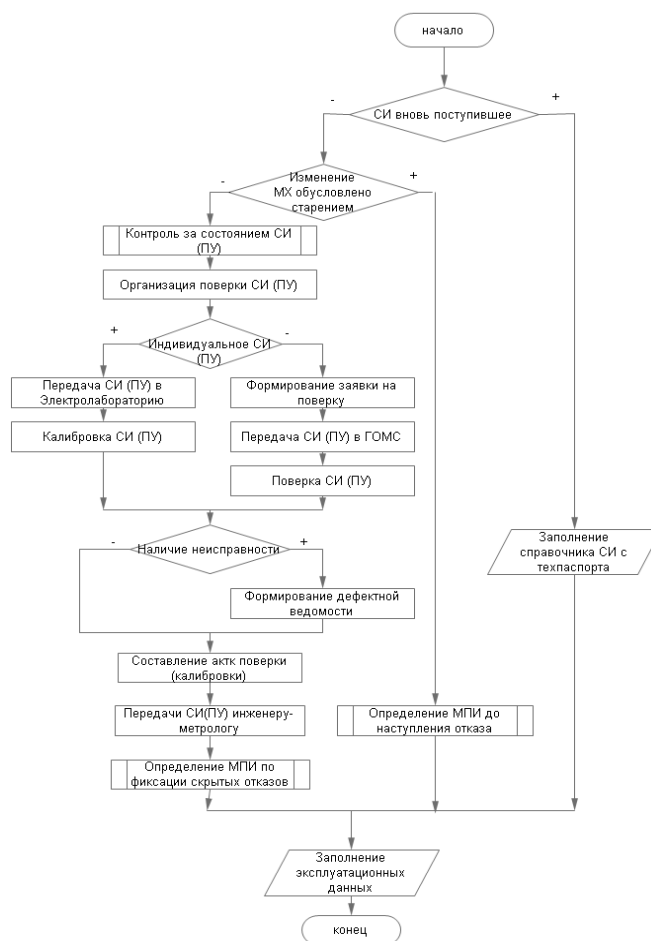 начало
-
+
СИ вновь поступившее
-
+
Изменение
МХ обусловлено
старением
Контроль за состоянием СИ
(ПУ)
Организация поверки СИ (ПУ)
+
-
Индивидуальное СИ
(ПУ)
Передача СИ (ПУ) в
Электролабораторию
Формирование заявки на
поверку
Калибровка СИ (ПУ)
Передача СИ (ПУ) в ГОМС
Поверка СИ (ПУ)
-
+
Наличие неисправности
Заполнение
справочника СИ с
техпаспорта
Формирование дефектной
ведомости
Составление актк поверки
(калибровки)
Передачи СИ(ПУ) инженеру-
метрологу
Определение МПИ до
наступления отказа
Определение МПИ по
фиксации скрытых отказов
Заполнение
эксплуатационных
данных
конец